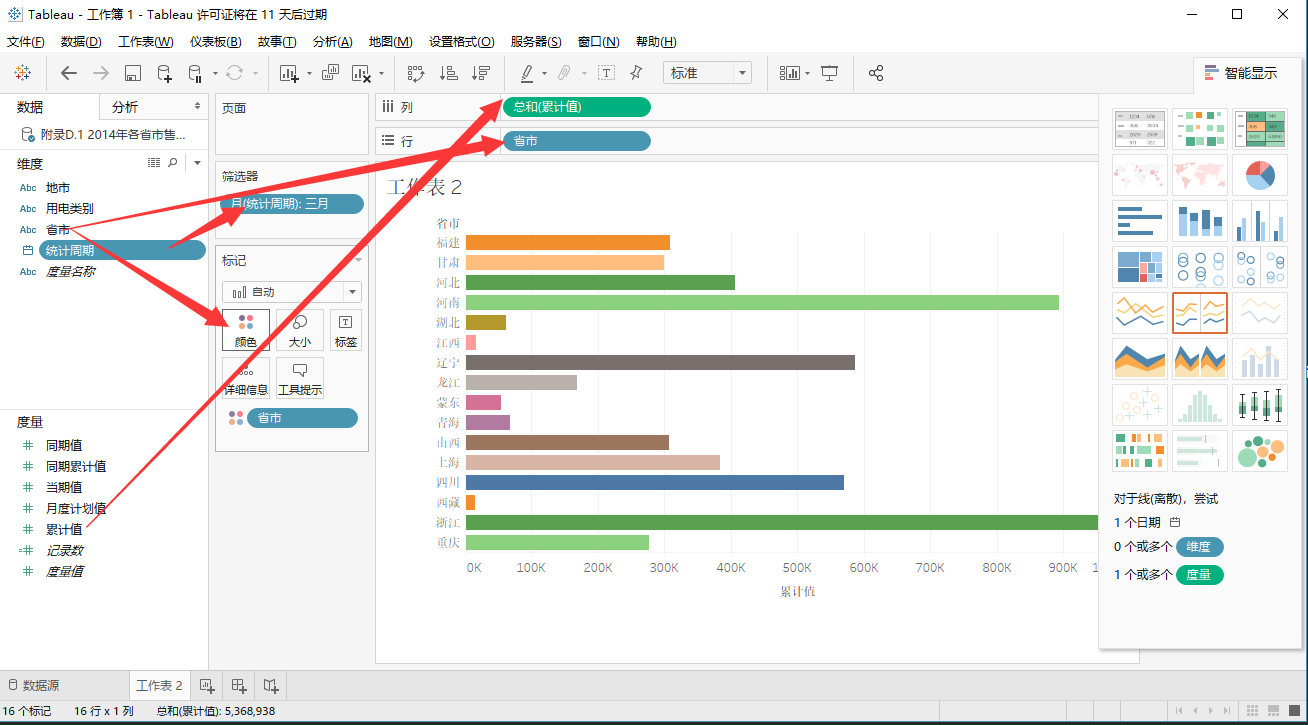 Tableau - 工作簿 1 - Tableau 许可证将在 11 天后过期
文件(F) 数据(D) 工作表(W) 仪表板(B) 故事(T) 分析(A) 地图(M) 设置格式(O) 服务器(S) 窗口(N) 帮助(H)
标准
智能显示
数据 分析
附录D.1 2014年各省市售...
维度
Abc 地市
Abc 用电类别
Abc 省市
统计周期
Abc 度量名称
度量
同期值
同期累计值
当期值
月度计划值
累计值
记录数
度量值
页面
筛选器
月(统计周期): 三月
标记
自动
颜色 大小 标签
详细信息 工具提示
省市
列 总和(累计值)
行 省市
工作表 2
省市
福建
甘肃
河北
河南
湖北
江西
辽宁
龙江
蒙东
青海
山西
上海
四川
西藏
浙江
重庆
0K 100K 200K 300K 400K 500K 600K 700K 800K 900K
累计值
对于线(离散)，尝试
1 个日期
0 个或多个 维度
1 个或多个 度量
数据源 工作表 2
16 个标记 16 行 x 1 列 总和(累计值): 5,368,938